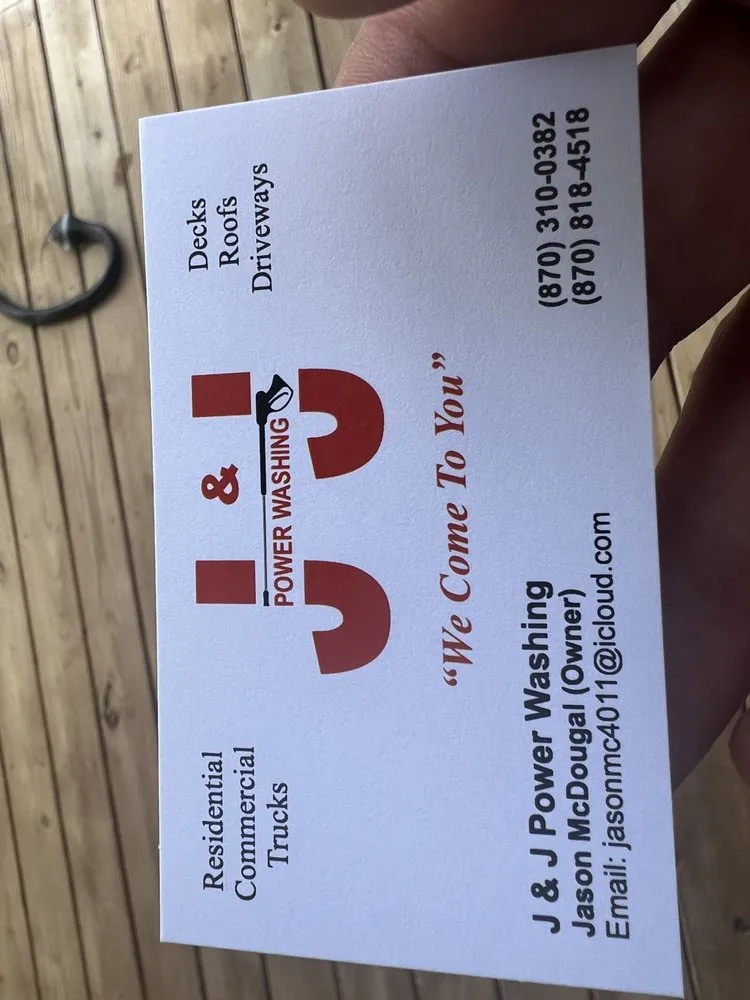 Residential
Commercial
Trucks
J & J
POWER WASHING
Decks
Roofs
Driveways
“We Come To You”
J & J Power Washing
Jason McDougal (Owner)
Email: jasonmc4011@icloud.com
(870) 310-0382
(870) 818-4518